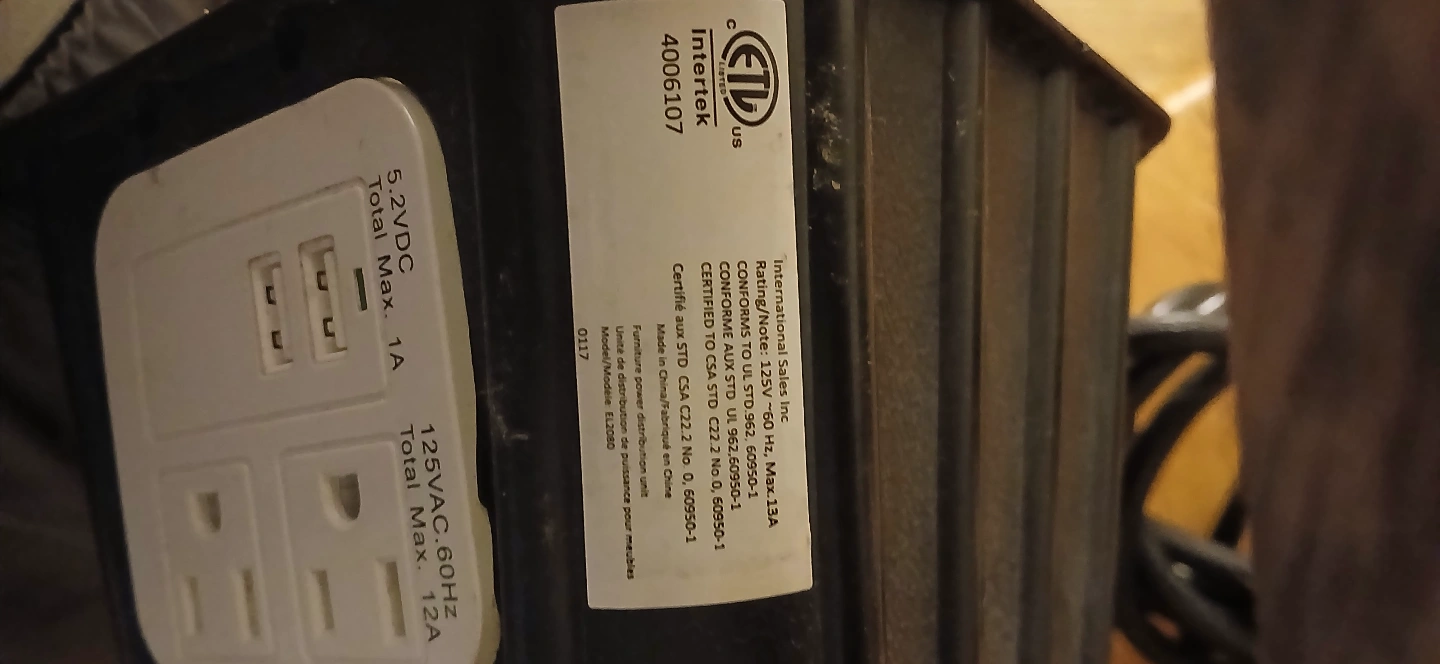 C
ETL
LISTED
US
Intertek
4006107
International Sales Inc
Rating/Note: 125V ~60 Hz, Max.13A
CONFORMS TO UL STD.962, 60950-1
CONFORME AUX STD UL 962,60950-1
CERTIFIED TO CSA STD C22.2 No.0, 60950-1
Certifié aux STD CSA C22.2 No. 0, 60950-1
Made in China/Fabriqué en Chine
Furniture power distribution unit
Unité de distribution de puissance pour meubles
Model/Modèle: EL2080
0117
5.2VDC
Total Max. 1A
125VAC.60Hz
Total Max. 12A